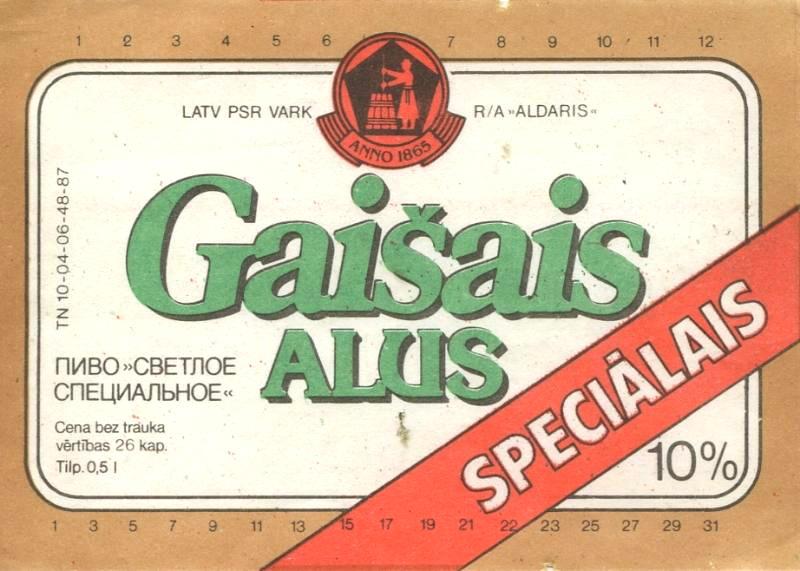 1 2 3 4 5 6 7 8 9 10 11 12
LATV PSR VARK
R/A »ALDARIS«
ANNO 1865
TN 10-04-06-48-87
Gaišais
ALUS
SPECIĀLAIS
ПИВО »СВЕТЛОЕ
СПЕЦИАЛЬНОЕ«
Cena bez trauka
vērtības 26 kap.
Tilp. 0,5 l
10%
1 3 5 7 9 11 13 15 17 19 21 22 23 25 27 29 31